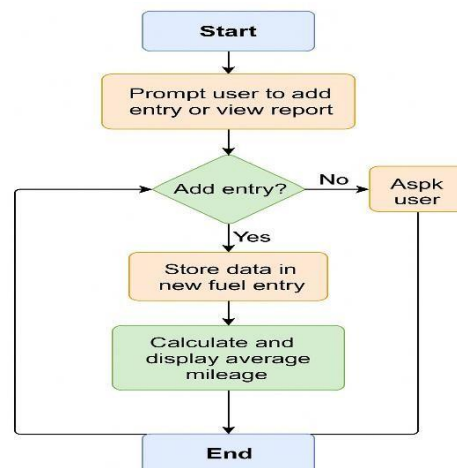 Start
Prompt user to add
entry or view report
Add entry?
No
Aspk
user
Yes
Store data in
new fuel entry
Calculate and
display average
mileage
End